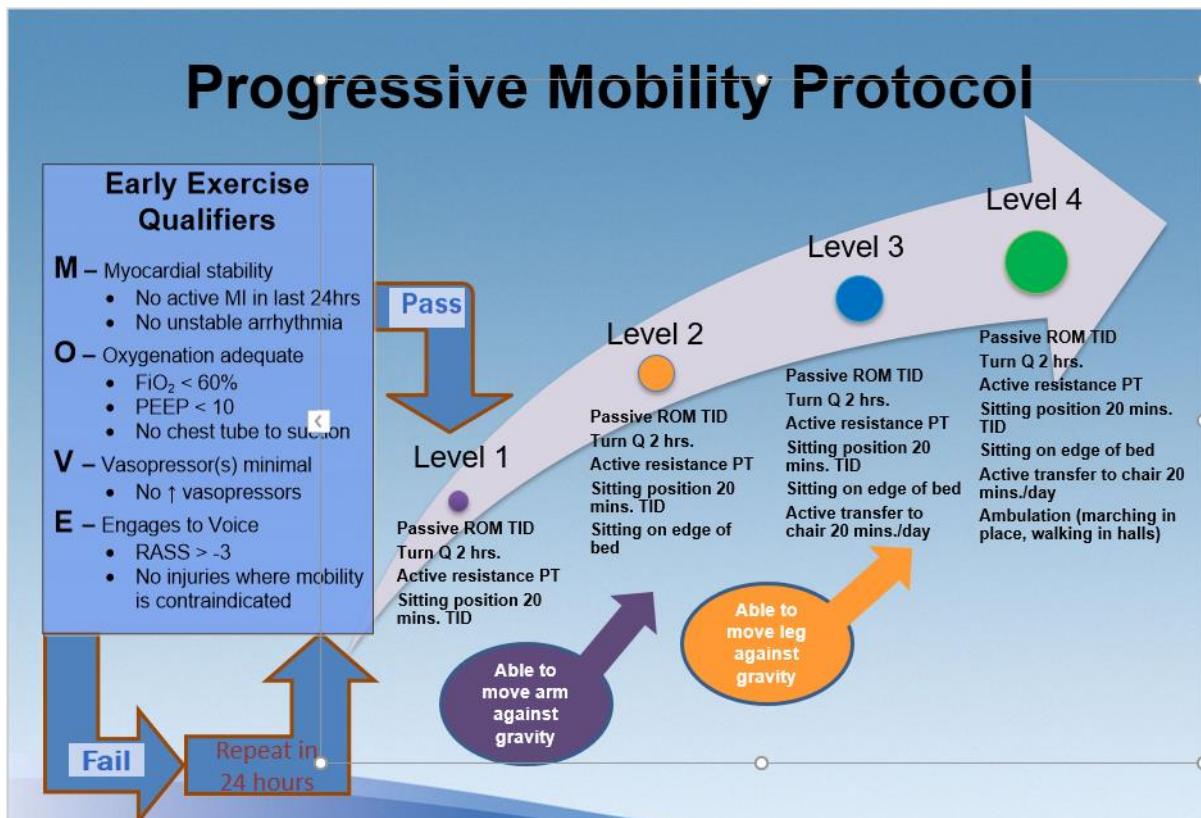 Progressive Mobility Protocol
Early Exercise
Qualifiers
M – Myocardial stability
• No active MI in last 24hrs
• No unstable arrhythmia
O – Oxygenation adequate
• FiO₂ < 60%
• PEEP < 10
• No chest tube to suction
V – Vasopressor(s) minimal
• No ↑ vasopressors
E – Engages to Voice
• RASS > -3
• No injuries where mobility
is contraindicated
Pass
Fail
Repeat in
24 hours
Level 1
Passive ROM TID
Turn Q 2 hrs.
Active resistance PT
Sitting position 20
mins. TID
Able to
move arm
against
gravity
Level 2
Passive ROM TID
Turn Q 2 hrs.
Active resistance PT
Sitting position 20
mins. TID
Sitting on edge of
bed
Able to
move leg
against
gravity
Level 3
Passive ROM TID
Turn Q 2 hrs.
Active resistance PT
Sitting position 20
mins. TID
Sitting on edge of bed
Active transfer to
chair 20 mins./day
Level 4
Passive ROM TID
Turn Q 2 hrs.
Active resistance PT
Sitting position 20 mins.
TID
Sitting on edge of bed
Active transfer to chair 20
mins./day
Ambulation (marching in
place, walking in halls)